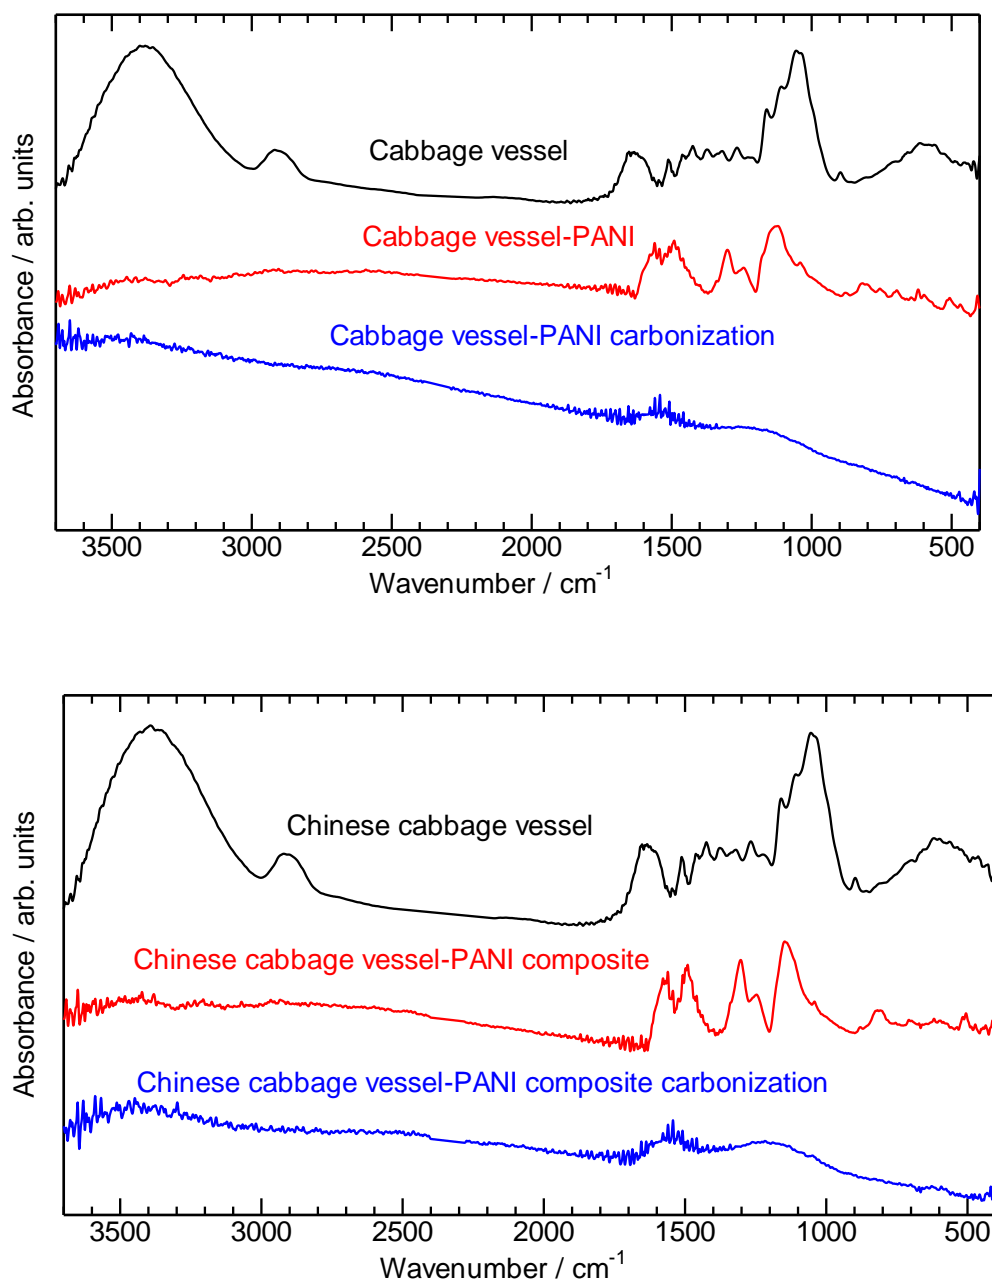 Absorbance / arb. units
Cabbage vessel
Cabbage vessel-PANI
Cabbage vessel-PANI carbonization
3500 3000 2500 2000 1500 1000 500
Wavenumber / cm⁻¹
Absorbance / arb. units
Chinese cabbage vessel
Chinese cabbage vessel-PANI composite
Chinese cabbage vessel-PANI composite carbonization
3500 3000 2500 2000 1500 1000 500
Wavenumber / cm⁻¹